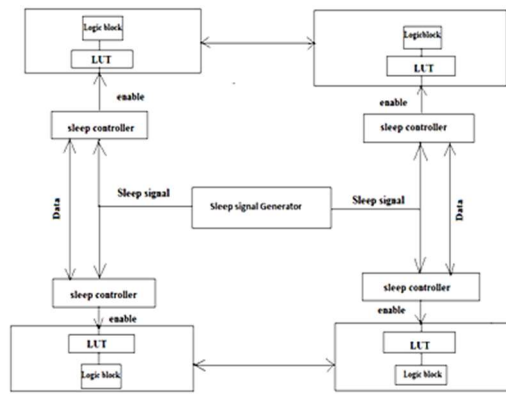 Logic block
LUT
enable
sleep controller
Logicblock
LUT
enable
sleep controller
Data
Sleep signal
Sleep signal Generator
Sleep signal
Data
sleep controller
enable
LUT
Logic block
sleep controller
enable
LUT
Logic block